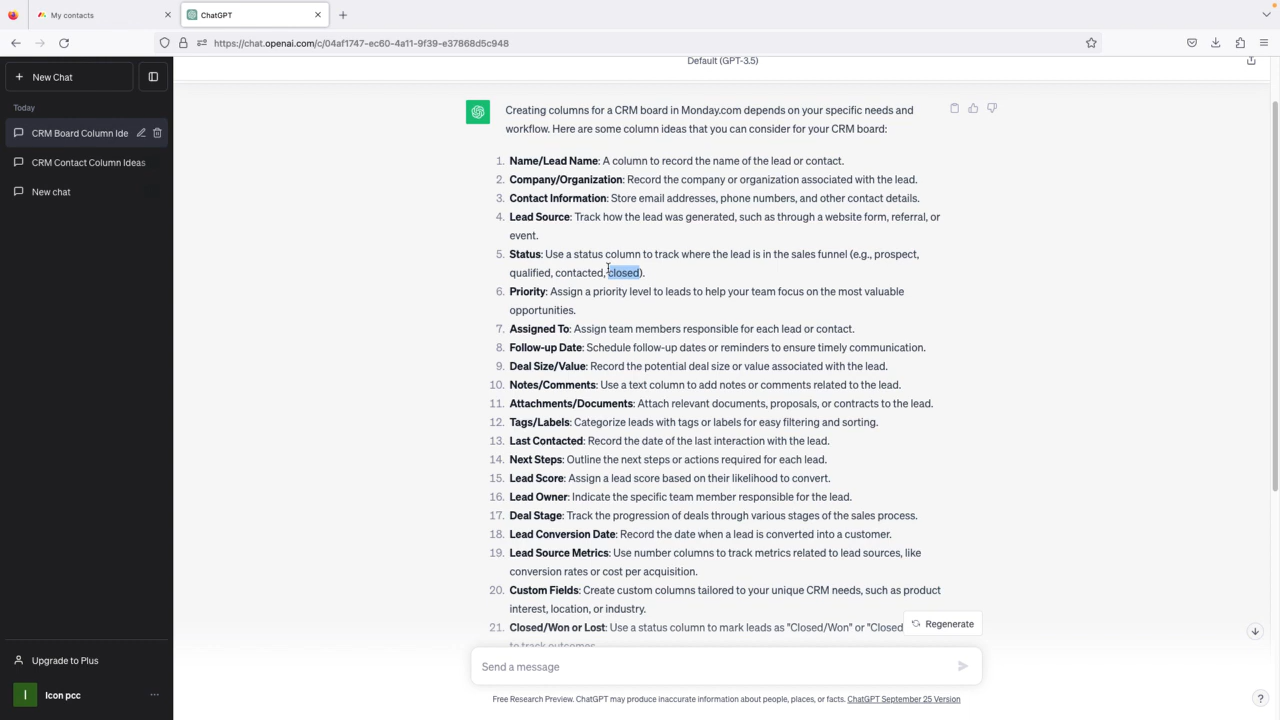 My contacts
ChatGPT
https://chat.openai.com/c/04af1747-ec60-4a11-9f39-e37868d5c948
New Chat
Default (GPT-3.5)
Today
CRM Board Column Ide
CRM Contact Column Ideas
New chat
Creating columns for a CRM board in Monday.com depends on your specific needs and
workflow. Here are some column ideas that you can consider for your CRM board:
1. Name/Lead Name: A column to record the name of the lead or contact.
2. Company/Organization: Record the company or organization associated with the lead.
3. Contact Information: Store email addresses, phone numbers, and other contact details.
4. Lead Source: Track how the lead was generated, such as through a website form, referral, or
event.
5. Status: Use a status column to track where the lead is in the sales funnel (e.g., prospect,
qualified, contacted, closed).
6. Priority: Assign a priority level to leads to help your team focus on the most valuable
opportunities.
7. Assigned To: Assign team members responsible for each lead or contact.
8. Follow-up Date: Schedule follow-up dates or reminders to ensure timely communication.
9. Deal Size/Value: Record the potential deal size or value associated with the lead.
10. Notes/Comments: Use a text column to add notes or comments related to the lead.
11. Attachments/Documents: Attach relevant documents, proposals, or contracts to the lead.
12. Tags/Labels: Categorize leads with tags or labels for easy filtering and sorting.
13. Last Contacted: Record the date of the last interaction with the lead.
14. Next Steps: Outline the next steps or actions required for each lead.
15. Lead Score: Assign a lead score based on their likelihood to convert.
16. Lead Owner: Indicate the specific team member responsible for the lead.
17. Deal Stage: Track the progression of deals through various stages of the sales process.
18. Lead Conversion Date: Record the date when a lead is converted into a customer.
19. Lead Source Metrics: Use number columns to track metrics related to lead sources, like
conversion rates or cost per acquisition.
20. Custom Fields: Create custom columns tailored to your unique CRM needs, such as product
interest, location, or industry.
21. Closed/Won or Lost: Use a status column to mark leads as "Closed/Won" or "Closed
to track outcomes.
Regenerate
Send a message
Free Research Preview. ChatGPT may produce inaccurate information about people, places, or facts. ChatGPT September 25 Version
Upgrade to Plus
I
Icon pcc
?